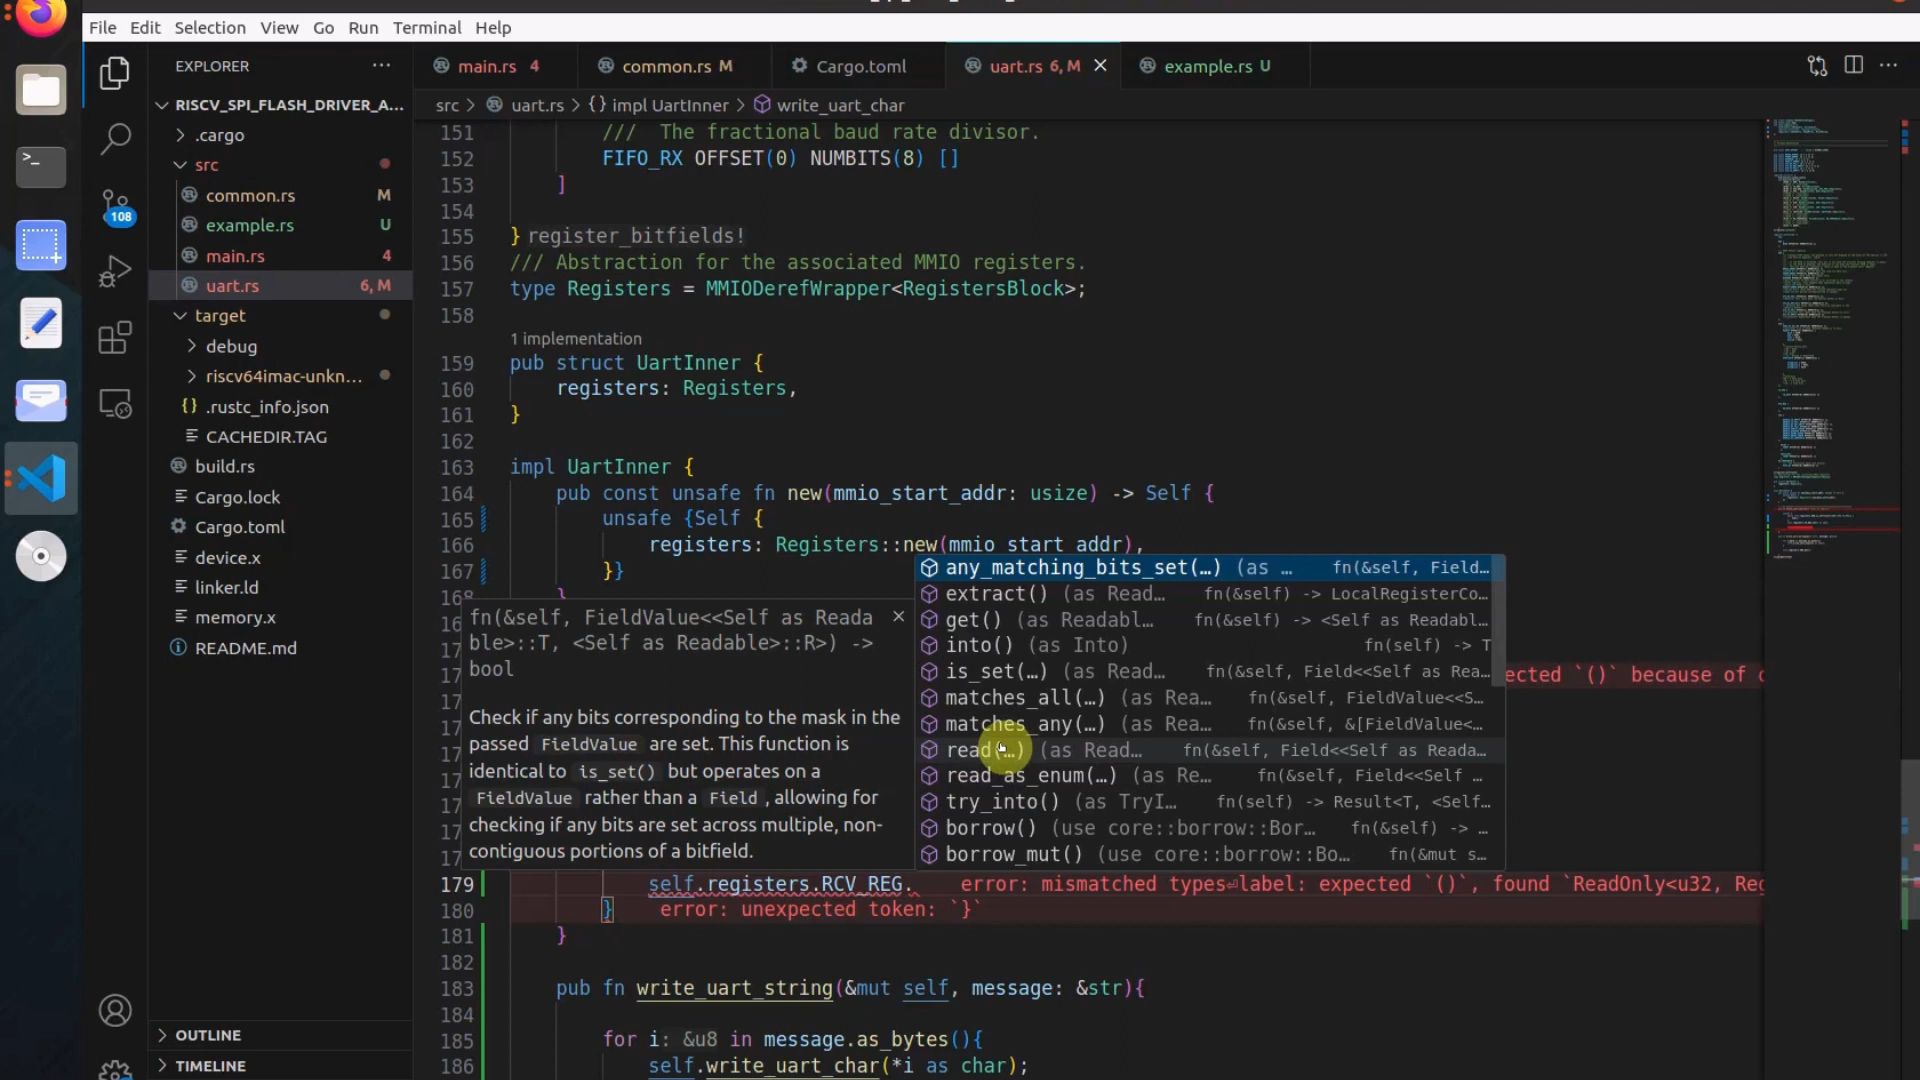 File Edit Selection View Go Run Terminal Help
EXPLORER
main.rs 4
common.rs M
Cargo.toml
uart.rs 6, M
example.rs U
RISCV_SPI_FLASH_DRIVER_A...
src > uart.rs > {} impl UartInner > write_uart_char
.cargo
src
common.rs M
example.rs U
main.rs 4
uart.rs 6, M
target
debug
riscv64imac-unkn...
.rustc_info.json
CACHEDIR.TAG
build.rs
Cargo.lock
Cargo.toml
device.x
linker.ld
memory.x
README.md
OUTLINE
TIMELINE
108
>_
151 /// The fractional baud rate divisor.
152 FIFO_RX OFFSET(0) NUMBITS(8) []
153 ]
154
155 } register_bitfields!
156 /// Abstraction for the associated MMIO registers.
157 type Registers = MMIODerefWrapper<RegistersBlock>;
158
1 implementation
159 pub struct UartInner {
160 registers: Registers,
161 }
162
163 impl UartInner {
164 pub const unsafe fn new(mmio_start_addr: usize) -> Self {
165 unsafe {Self {
166 registers: Registers::new(mmio_start_addr),
167 }}
168 }
fn(&self, FieldValue<<Self as Reada
ble>::T, <Self as Readable>::R>) ->
bool
Check if any bits corresponding to the mask in the
passed FieldValue are set. This function is
identical to is_set() but operates on a
FieldValue rather than a Field , allowing for
checking if any bits are set across multiple, non-
contiguous portions of a bitfield.
any_matching_bits_set(…) (as … fn(&self, Field…
extract() (as Read… fn(&self) -> LocalRegisterCo…
get() (as Readabl… fn(&self) -> <Self as Readabl…
into() (as Into) fn(self) -> T
is_set(…) (as Read… fn(&self, Field<<Self as Rea…
matches_all(…) (as Rea… fn(&self, FieldValue<<S…
matches_any(…) (as Rea… fn(&self, &[FieldValue<…
read(…) (as Read… fn(&self, Field<<Self as Reada…
read_as_enum(…) (as Re… fn(&self, Field<<Self …
try_into() (as TryI… fn(self) -> Result<T, <Self…
borrow() (use core::borrow::Bor… fn(&self) -> …
borrow_mut() (use core::borrow::Bo… fn(&mut s…
ected `()` because of
179 self.registers.RCV_REG. error: mismatched types⏎label: expected `()`, found `ReadOnly<u32, Reg
180 } error: unexpected token: `}`
181 }
182
183 pub fn write_uart_string(&mut self, message: &str){
184
185 for i: &u8 in message.as_bytes(){
186 self.write_uart_char(*i as char);